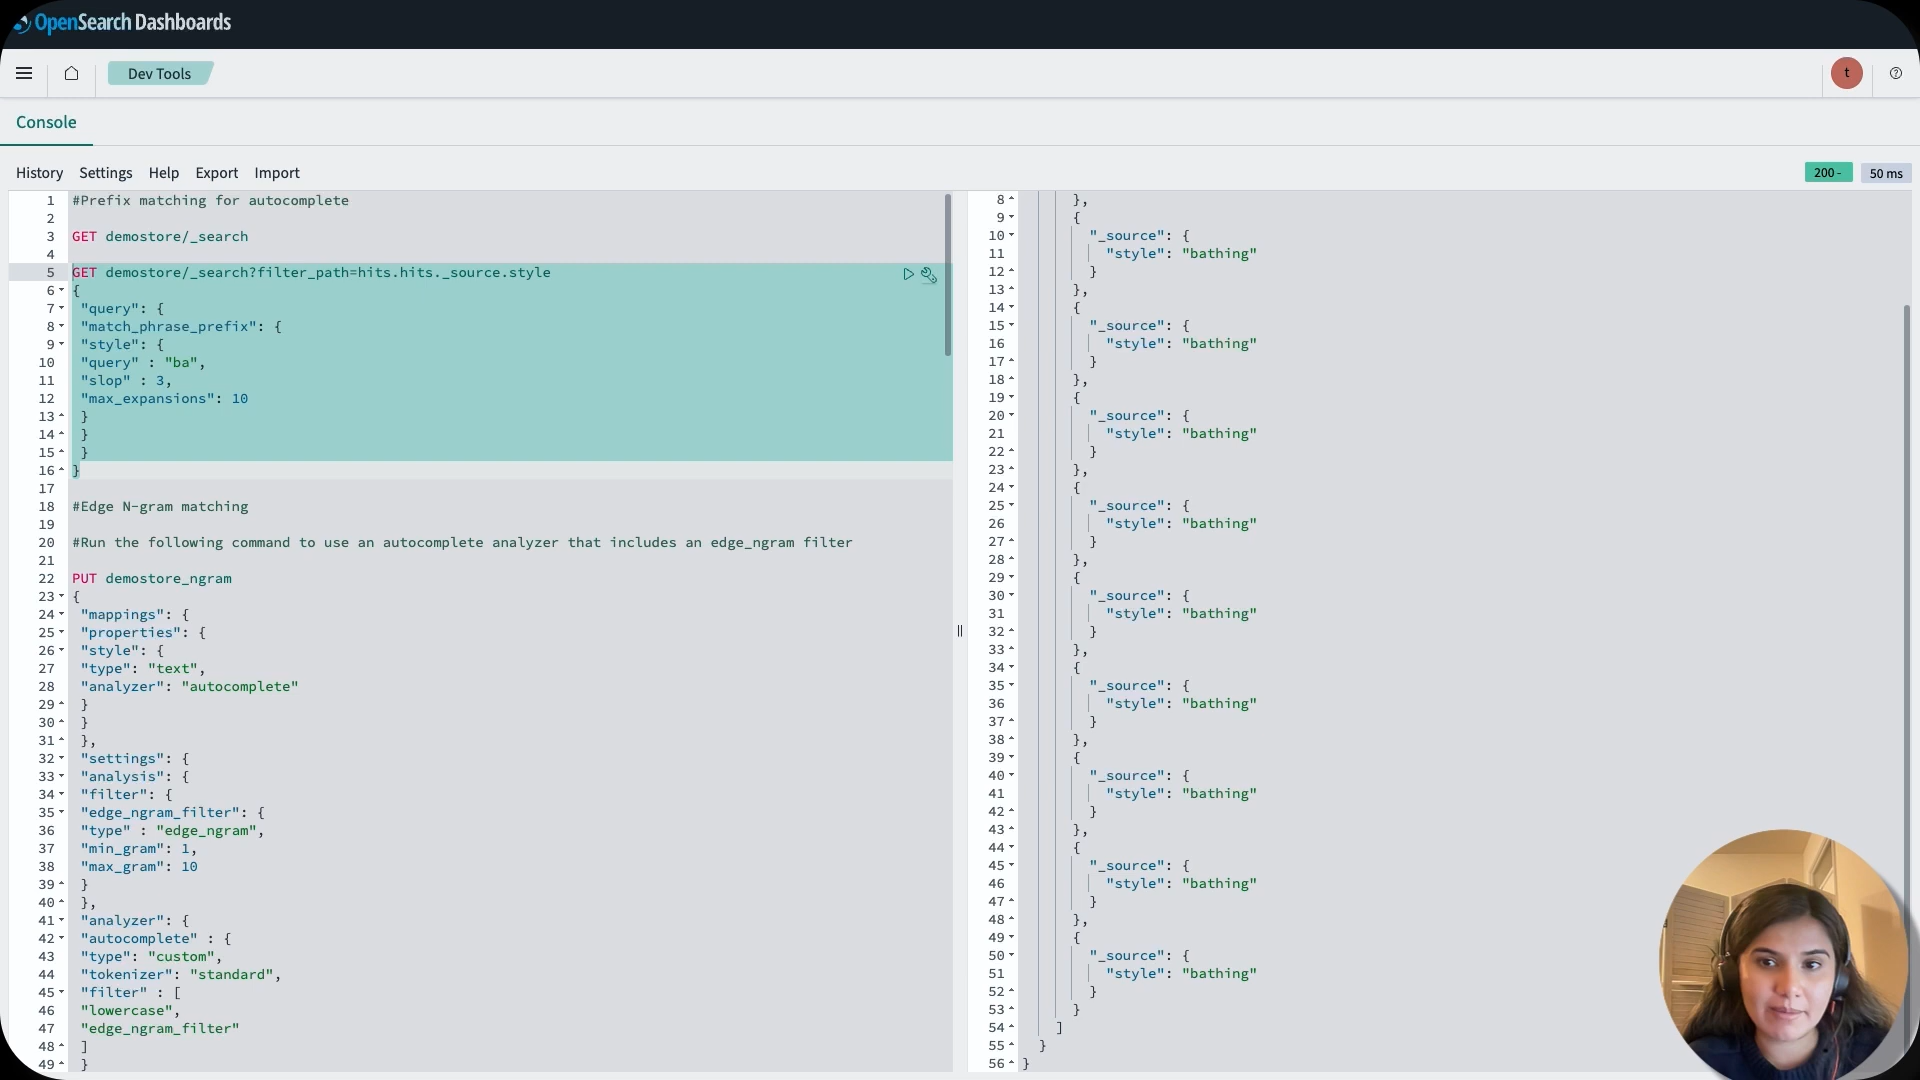 OpenSearch Dashboards
Dev Tools
t
Console
History Settings Help Export Import
200 - 50 ms
1 #Prefix matching for autocomplete
2
3 GET demostore/_search
4
5 GET demostore/_search?filter_path=hits.hits._source.style
6 {
7 "query": {
8 "match_phrase_prefix": {
9 "style": {
10 "query" : "ba",
11 "slop" : 3,
12 "max_expansions": 10
13 }
14 }
15 }
16 }
17
18 #Edge N-gram matching
19
20 #Run the following command to use an autocomplete analyzer that includes an edge_ngram filter
21
22 PUT demostore_ngram
23 {
24 "mappings": {
25 "properties": {
26 "style": {
27 "type": "text",
28 "analyzer": "autocomplete"
29 }
30 }
31 },
32 "settings": {
33 "analysis": {
34 "filter": {
35 "edge_ngram_filter": {
36 "type" : "edge_ngram",
37 "min_gram": 1,
38 "max_gram": 10
39 }
40 },
41 "analyzer": {
42 "autocomplete" : {
43 "type": "custom",
44 "tokenizer": "standard",
45 "filter" : [
46 "lowercase",
47 "edge_ngram_filter"
48 ]
49 }
8 },
9 {
10 "_source": {
11 "style": "bathing"
12 }
13 },
14 {
15 "_source": {
16 "style": "bathing"
17 }
18 },
19 {
20 "_source": {
21 "style": "bathing"
22 }
23 },
24 {
25 "_source": {
26 "style": "bathing"
27 }
28 },
29 {
30 "_source": {
31 "style": "bathing"
32 }
33 },
34 {
35 "_source": {
36 "style": "bathing"
37 }
38 },
39 {
40 "_source": {
41 "style": "bathing"
42 }
43 },
44 {
45 "_source": {
46 "style": "bathing"
47 }
48 },
49 {
50 "_source": {
51 "style": "bathing"
52 }
53 }
54 ]
55 }
56 }